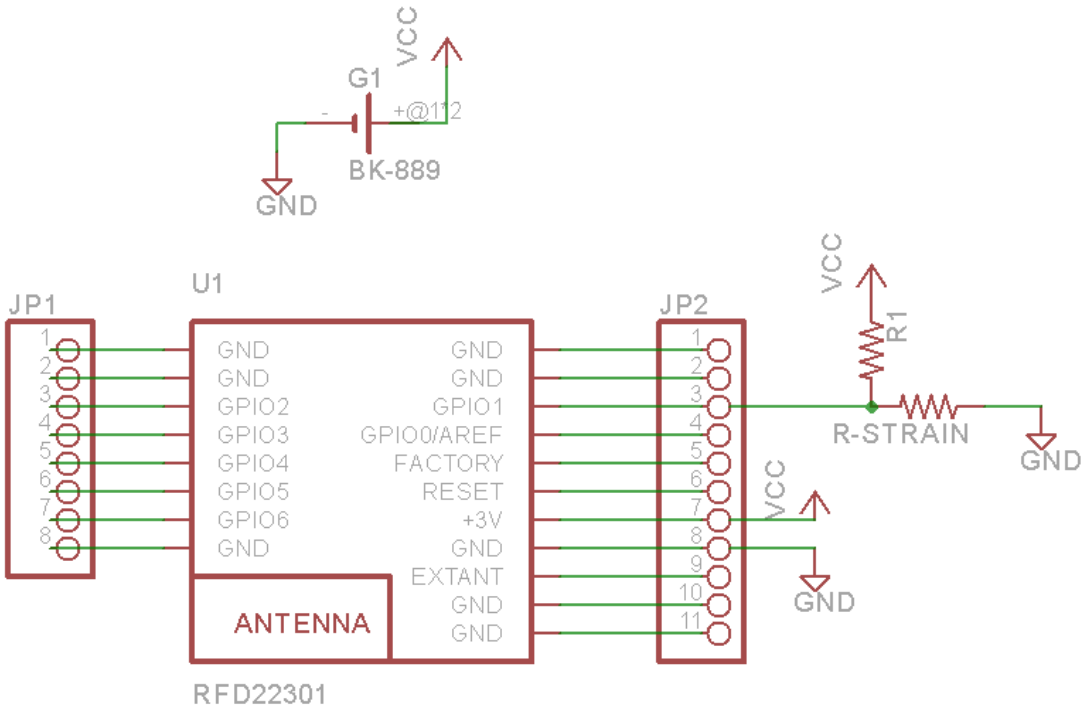 VCC
G1
- +@1*2
BK-889
GND
U1
VCC
JP1
JP2
R1
1 GND GND 1
2 GND GND 2
3 GPIO2 GPIO1 3
4 GPIO3 GPIO0/AREF 4
R-STRAIN
5 GPIO4 FACTORY 5
GND
6 GPIO5 RESET 6
VCC
7 GPIO6 +3V 7
8 GND GND 8
EXTANT 9
GND 10
GND
ANTENNA
GND 11
RFD22301